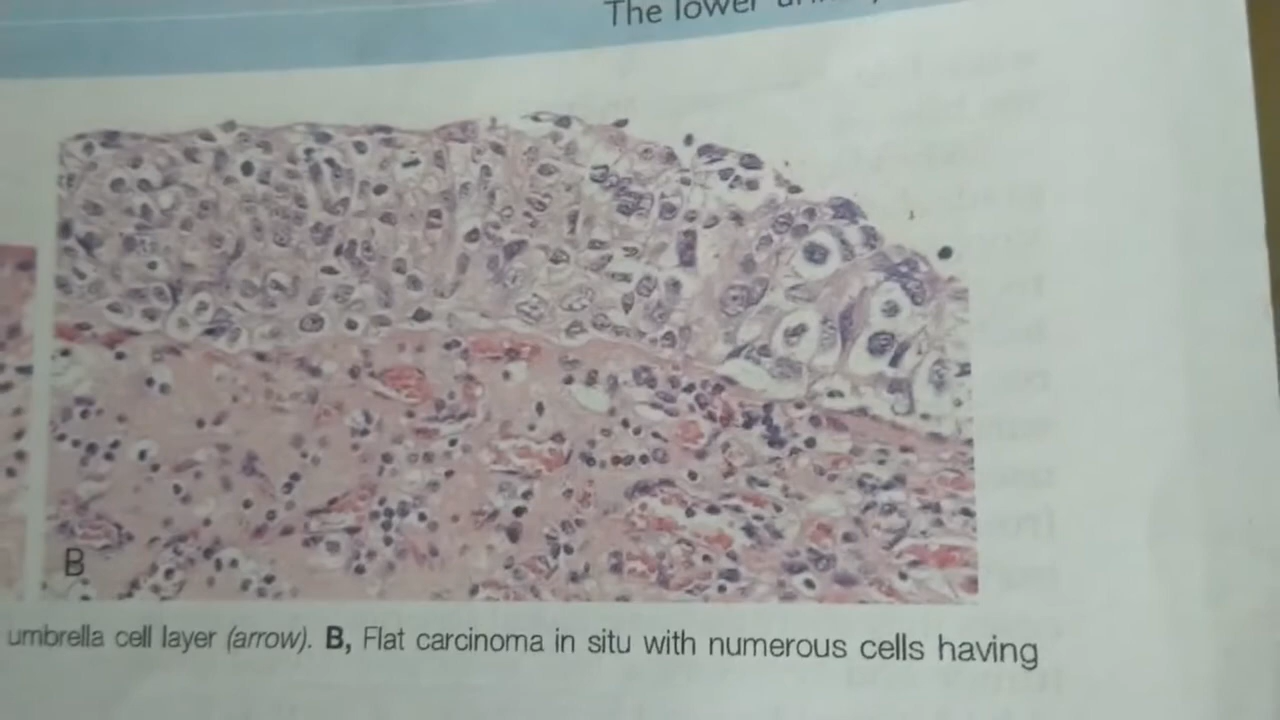 The lower
B
umbrella cell layer (arrow). B, Flat carcinoma in situ with numerous cells having